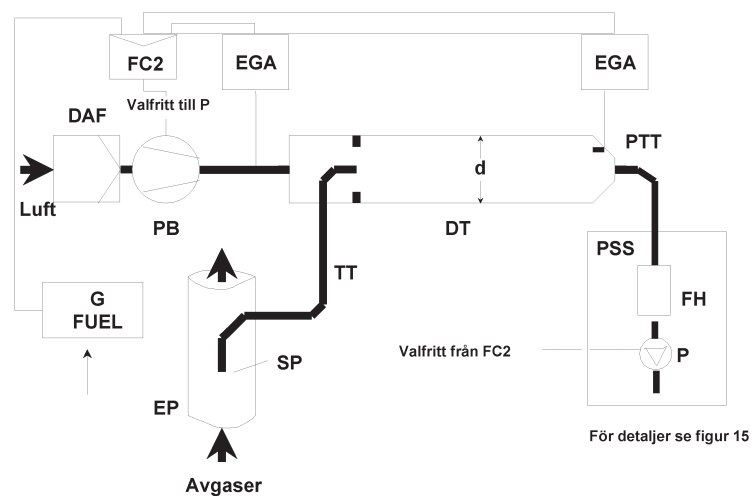 FC2
EGA
EGA
Valfritt till P
DAF
PTT
d
Luft
PB
DT
PSS
TT
G
FUEL
FH
Valfritt från FC2
P
SP
EP
För detaljer se figur 15
Avgaser